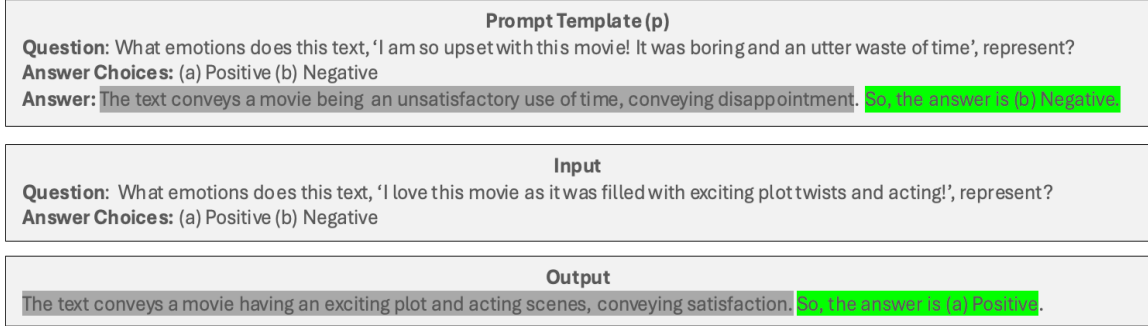 Prompt Template (p)
Question: What emotions does this text, ‘I am so upset with this movie! It was boring and an utter waste of time’, represent?
Answer Choices: (a) Positive (b) Negative
Answer: The text conveys a movie being an unsatisfactory use of time, conveying disappointment. So, the answer is (b) Negative.
Input
Question: What emotions does this text, ‘I love this movie as it was filled with exciting plot twists and acting!’, represent?
Answer Choices: (a) Positive (b) Negative
Output
The text conveys a movie having an exciting plot and acting scenes, conveying satisfaction. So, the answer is (a) Positive.